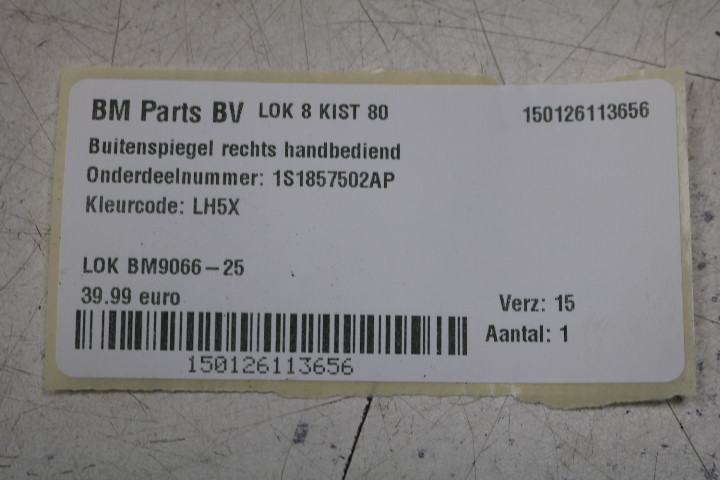 BM Parts BV LOK 8 KIST 80 150126113656
Buitenspiegel rechts handbediend
Onderdeelnummer: 1S1857502AP
Kleurcode: LH5X
LOK BM9066-25
39.99 euro
Verz: 15
Aantal: 1
150126113656